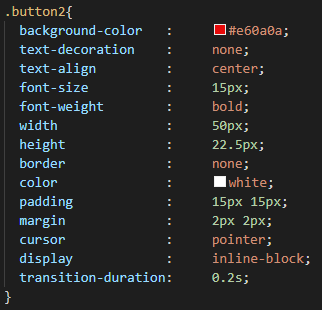 .button2{
background-color   :     #e60a0a;
text-decoration    :     none;
text-align         :     center;
font-size          :     15px;
font-weight        :     bold;
width              :     50px;
height             :     22.5px;
border             :     none;
color              :     white;
padding            :     15px 15px;
margin             :     2px 2px;
cursor             :     pointer;
display            :     inline-block;
transition-duration:     0.2s;
}